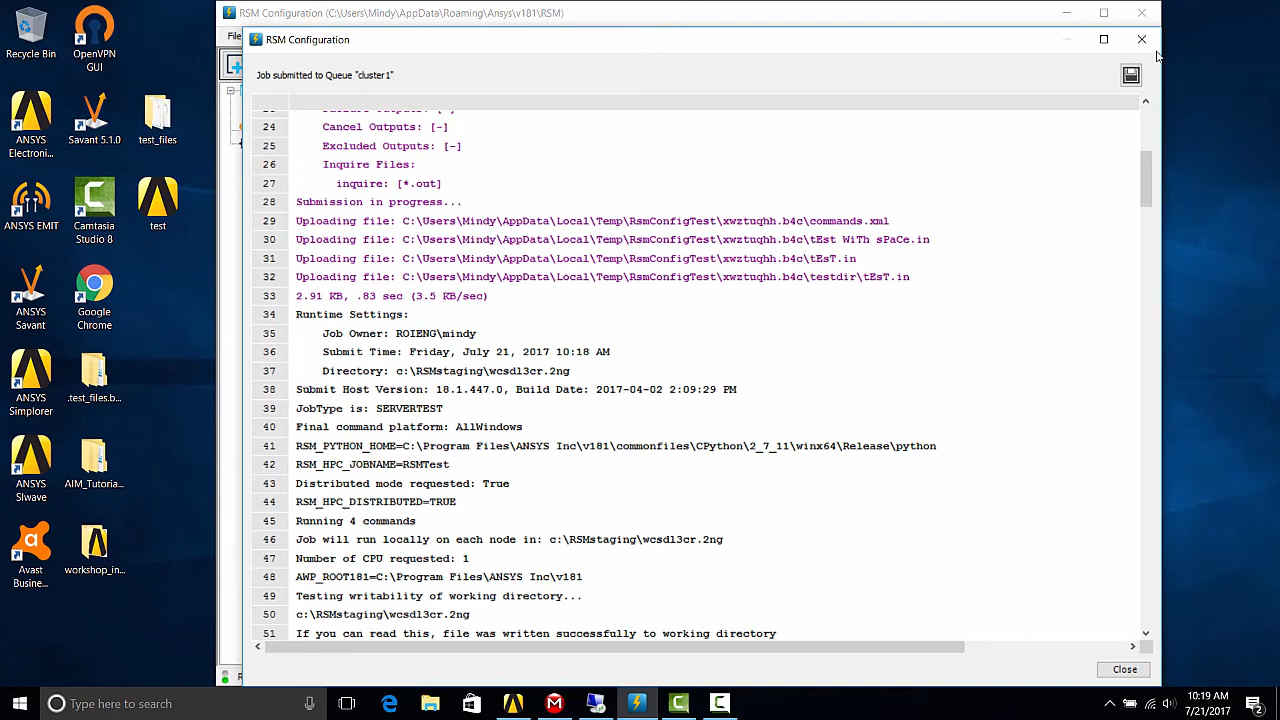 RSM Configuration (C:\Users\Mindy\AppData\Roaming\Ansys\v181\RSM)
RSM Configuration
Job submitted to Queue "cluster1"
24 Cancel Outputs: [-]
25 Excluded Outputs: [-]
26 Inquire Files:
27 inquire: [*.out]
28 Submission in progress...
29 Uploading file: C:\Users\Mindy\AppData\Local\Temp\RsmConfigTest\xwztuqhh.b4c\commands.xml
30 Uploading file: C:\Users\Mindy\AppData\Local\Temp\RsmConfigTest\xwztuqhh.b4c\tEst WiTh sPaCe.in
31 Uploading file: C:\Users\Mindy\AppData\Local\Temp\RsmConfigTest\xwztuqhh.b4c\tEsT.in
32 Uploading file: C:\Users\Mindy\AppData\Local\Temp\RsmConfigTest\xwztuqhh.b4c\testdir\tEsT.in
33 2.91 KB, .83 sec (3.5 KB/sec)
34 Runtime Settings:
35 Job Owner: ROIENG\mindy
36 Submit Time: Friday, July 21, 2017 10:18 AM
37 Directory: c:\RSMstaging\wcsdl3cr.2ng
38 Submit Host Version: 18.1.447.0, Build Date: 2017-04-02 2:09:29 PM
39 JobType is: SERVERTEST
40 Final command platform: AllWindows
41 RSM_PYTHON_HOME=C:\Program Files\ANSYS Inc\v181\commonfiles\CPython\2_7_11\winx64\Release\python
42 RSM_HPC_JOBNAME=RSMTest
43 Distributed mode requested: True
44 RSM_HPC_DISTRIBUTED=TRUE
45 Running 4 commands
46 Job will run locally on each node in: c:\RSMstaging\wcsdl3cr.2ng
47 Number of CPU requested: 1
48 AWP_ROOT181=C:\Program Files\ANSYS Inc\v181
49 Testing writability of working directory...
50 c:\RSMstaging\wcsdl3cr.2ng
51 If you can read this, file was written successfully to working directory
Close
Recycle Bin
OpenVPN GUI
ANSYS Electroni...
Savant 5.1.0
test_files
ANSYS EMIT
Camtasia Studio 8
test
ANSYS Savant
Google Chrome
ANSYS Simplorer
.test_files.b...
ANSYS SIwave
AIM_Tutoria...
Avast Busine...
workshop_in...
Type here to search
10:19 AM
7/21/2017
2